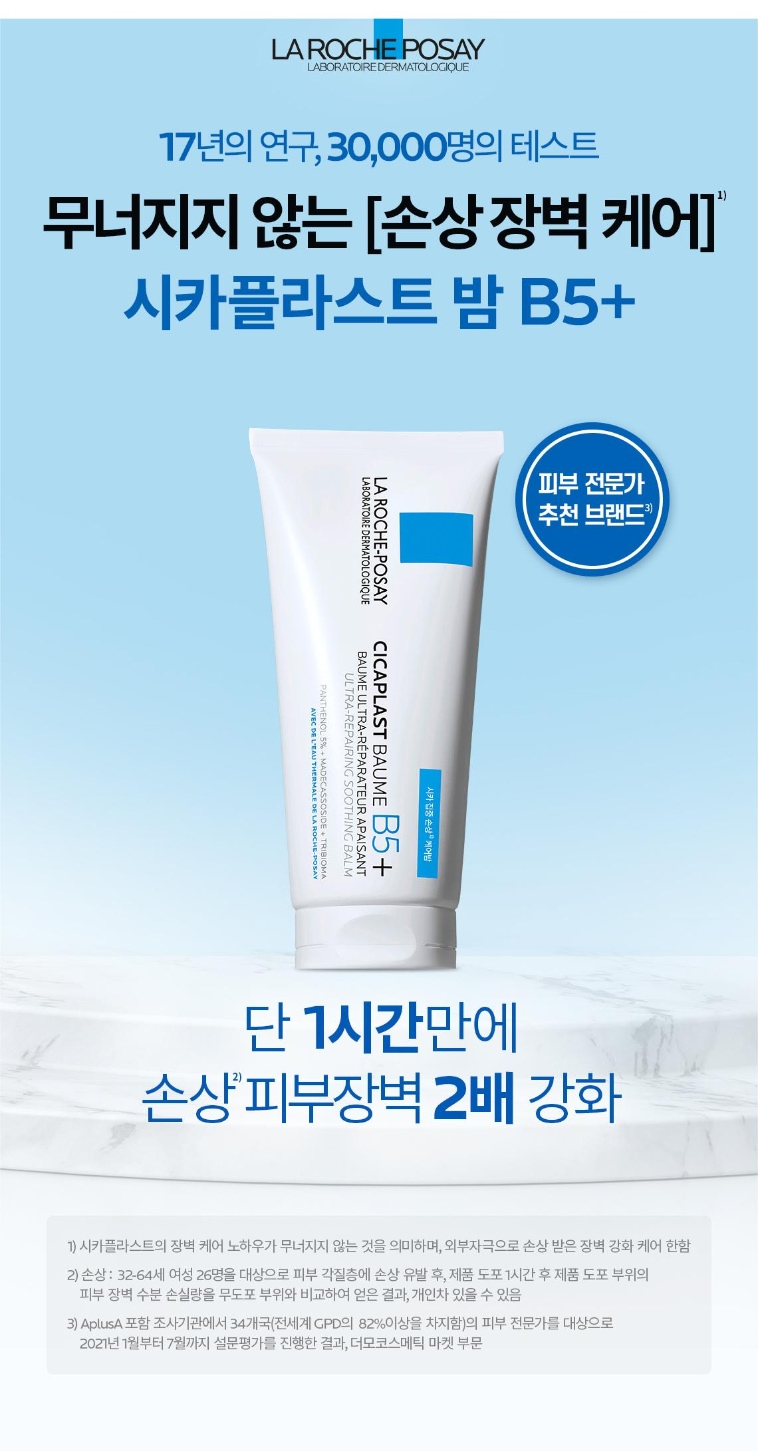 LA ROCHE POSAY
LABORATOIRE DERMATOLOGIQUE
17년의 연구, 30,000명의 테스트
무너지지 않는 [손상 장벽 케어]1)
시카플라스트 밤 B5+
피부 전문가
추천 브랜드3)
LA ROCHE-POSAY
LABORATOIRE DERMATOLOGIQUE
CICAPLAST BAUME B5+
BAUME ULTRA-RÉPARATEUR APAISANT
ULTRA-REPAIRING SOOTHING BALM
PANTHENOL 5% + MADECASSOSIDE + TRIBIOMA
AVEC DE L'EAU THERMALE DE LA ROCHE-POSAY
시카 집중 손상1) 케어밤
단 1시간만에
손상2) 피부장벽 2배 강화
1) 시카플라스트의 장벽 케어 노하우가 무너지지 않는 것을 의미하며, 외부자극으로 손상 받은 장벽 강화 케어 한함
2) 손상 : 32-64세 여성 26명을 대상으로 피부 각질층에 손상 유발 후, 제품 도포 1시간 후 제품 도포 부위의
피부 장벽 수분 손실량을 무도포 부위와 비교하여 얻은 결과, 개인차 있을 수 있음
3) AplusA 포함 조사기관에서 34개국(전세계 GPD의 82%이상을 차지함)의 피부 전문가를 대상으로
2021년 1월부터 7월까지 설문평가를 진행한 결과, 더모코스메틱 마켓 부문